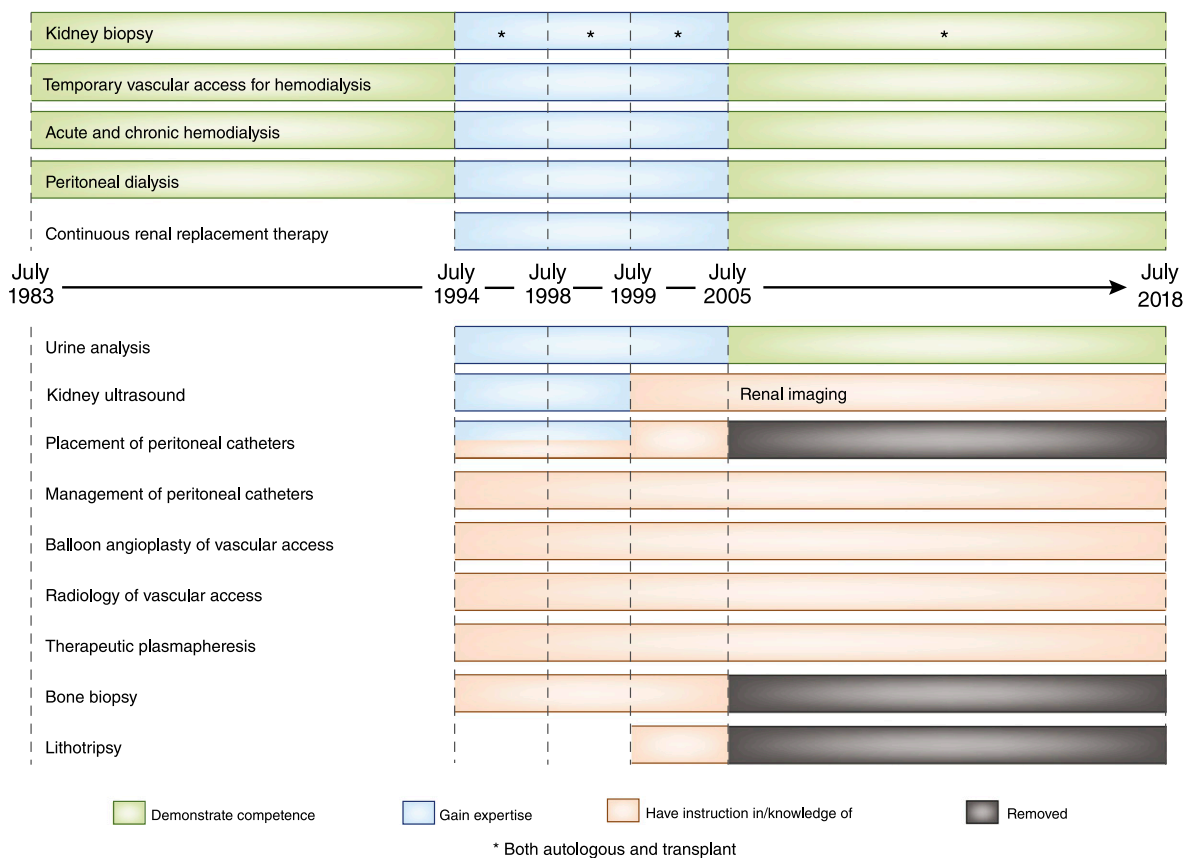 Kidney biopsy
* * * *
Temporary vascular access for hemodialysis
Acute and chronic hemodialysis
Peritoneal dialysis
Continuous renal replacement therapy
July 1983
July 1994
July 1998
July 1999
July 2005
July 2018
Urine analysis
Kidney ultrasound
Renal imaging
Placement of peritoneal catheters
Management of peritoneal catheters
Balloon angioplasty of vascular access
Radiology of vascular access
Therapeutic plasmapheresis
Bone biopsy
Lithotripsy
Demonstrate competence
Gain expertise
Have instruction in/knowledge of
Removed
* Both autologous and transplant